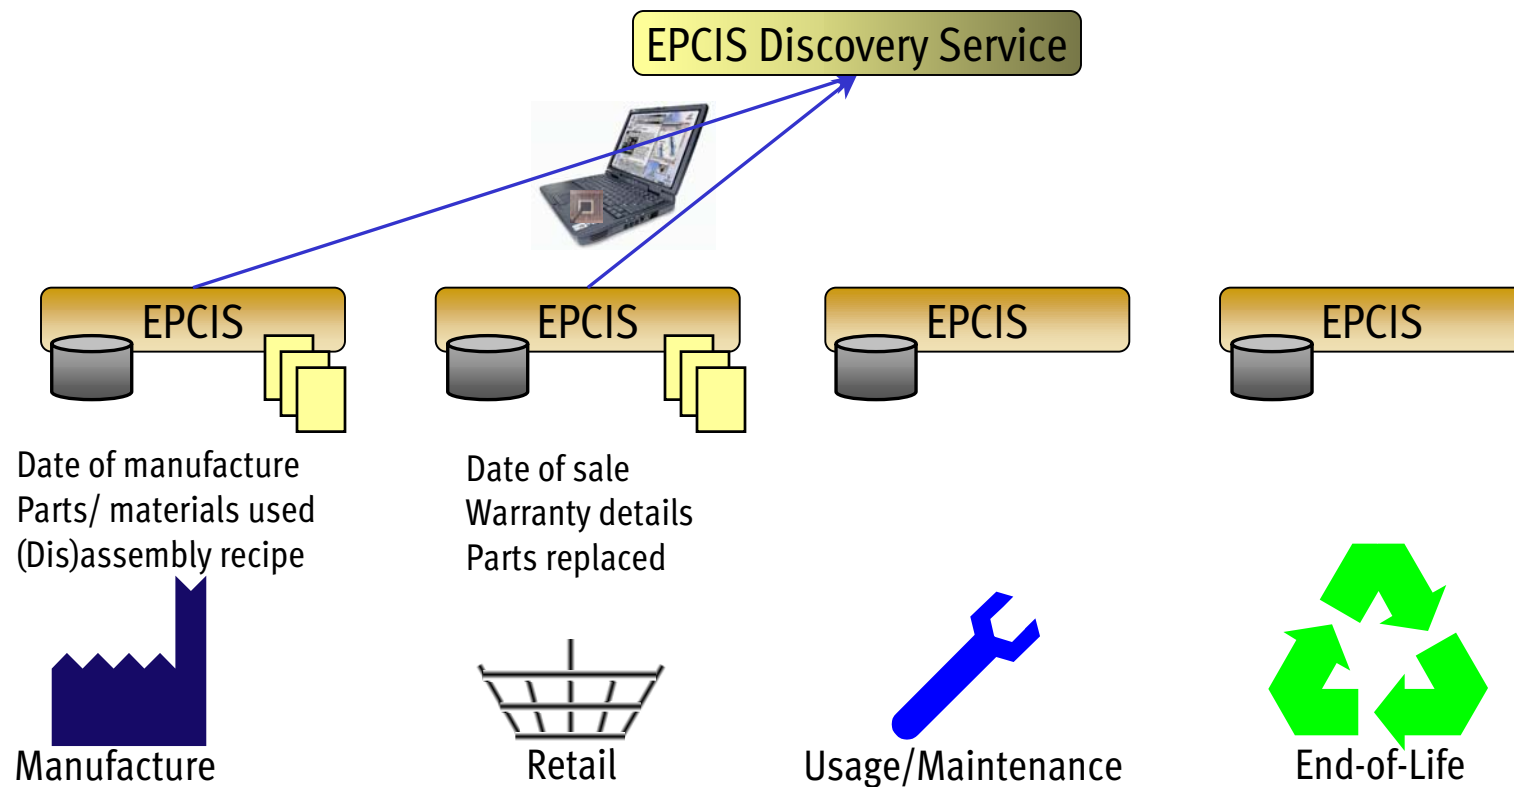 EPCIS Discovery Service
EPCIS
EPCIS
EPCIS
EPCIS
Date of manufacture
Parts/ materials used
(Dis)assembly recipe
Date of sale
Warranty details
Parts replaced
Manufacture
Retail
Usage/Maintenance
End-of-Life